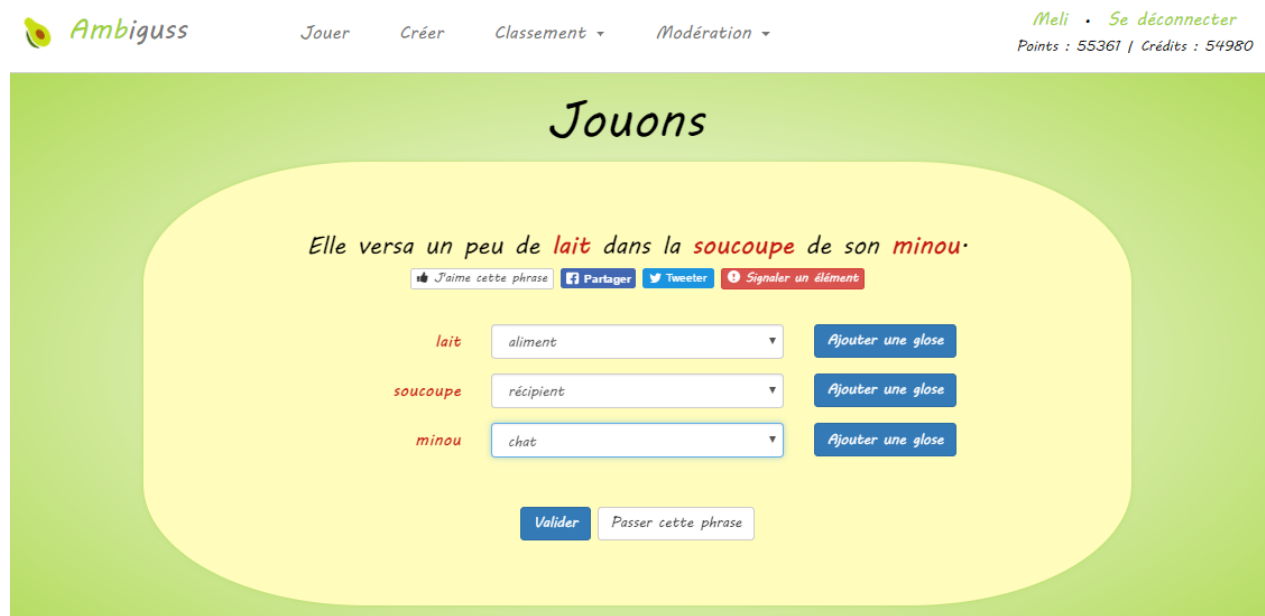 Ambiguss Jouer Créer Classement Modération Meli • Se déconnecter
Points : 55361 | Crédits : 54980
Jouons
Elle versa un peu de lait dans la soucoupe de son minou.
J'aime cette phrase Partager Tweeter Signaler un élément
lait aliment Ajouter une glose
soucoupe récipient Ajouter une glose
minou chat Ajouter une glose
Valider Passer cette phrase